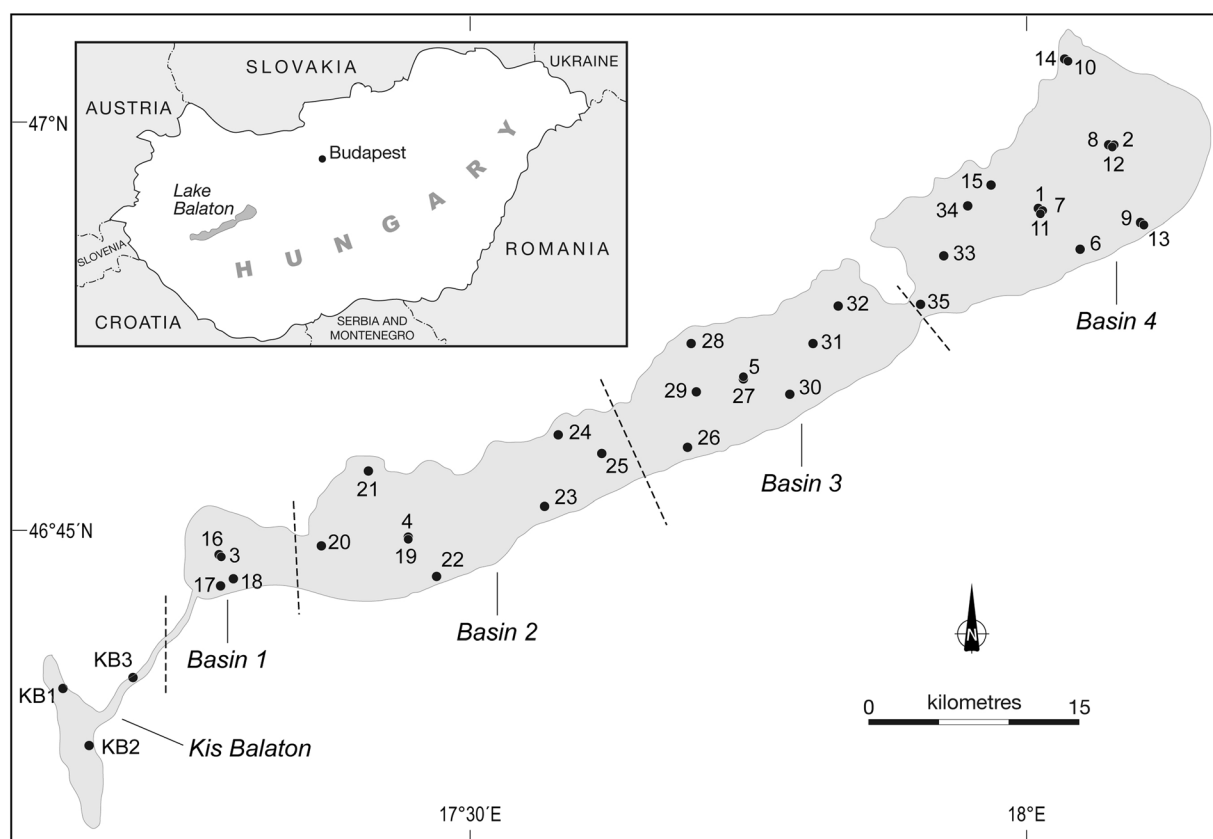 SLOVAKIA
UKRAINE
AUSTRIA
Budapest
Lake
Balaton
HUNGARY
SLOVENIA
ROMANIA
CROATIA
SERBIA AND
MONTENEGRO
47°N
46°45´N
17°30´E
18°E
14
10
8
2
12
15
1
7
34
11
9
13
33
6
35
Basin 4
32
28
31
5
29
27
30
26
Basin 3
24
25
21
23
4
20
19
22
Basin 2
16
3
17
18
Basin 1
KB3
KB1
KB2
Kis Balaton
N
kilometres
0
15